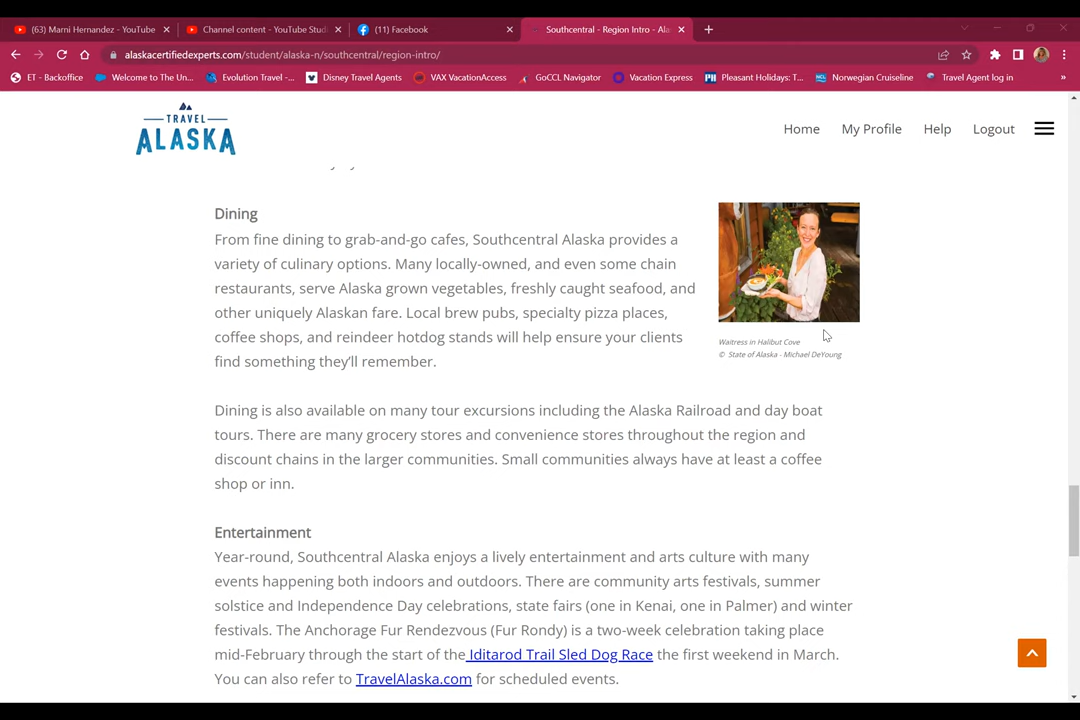 (63) Marni Hernandez - YouTube
Channel content - YouTube Studi
(11) Facebook
Southcentral - Region Intro - Ala
alaskacertifiedexperts.com/student/alaska-n/southcentral/region-intro/
ET - Backoffice
Welcome to The Un...
Evolution Travel -...
Disney Travel Agents
VAX VacationAccess
GoCCL Navigator
Vacation Express
Pleasant Holidays: T...
Norwegian Cruiseline
Travel Agent log in
»
TRAVEL
ALASKA
Home
My Profile
Help
Logout
Dining
From fine dining to grab-and-go cafes, Southcentral Alaska provides a
variety of culinary options. Many locally-owned, and even some chain
restaurants, serve Alaska grown vegetables, freshly caught seafood, and
other uniquely Alaskan fare. Local brew pubs, specialty pizza places,
coffee shops, and reindeer hotdog stands will help ensure your clients
find something they'll remember.
Waitress in Halibut Cove
© State of Alaska - Michael DeYoung
Dining is also available on many tour excursions including the Alaska Railroad and day boat
tours. There are many grocery stores and convenience stores throughout the region and
discount chains in the larger communities. Small communities always have at least a coffee
shop or inn.
Entertainment
Year-round, Southcentral Alaska enjoys a lively entertainment and arts culture with many
events happening both indoors and outdoors. There are community arts festivals, summer
solstice and Independence Day celebrations, state fairs (one in Kenai, one in Palmer) and winter
festivals. The Anchorage Fur Rendezvous (Fur Rondy) is a two-week celebration taking place
mid-February through the start of the Iditarod Trail Sled Dog Race the first weekend in March.
You can also refer to TravelAlaska.com for scheduled events.